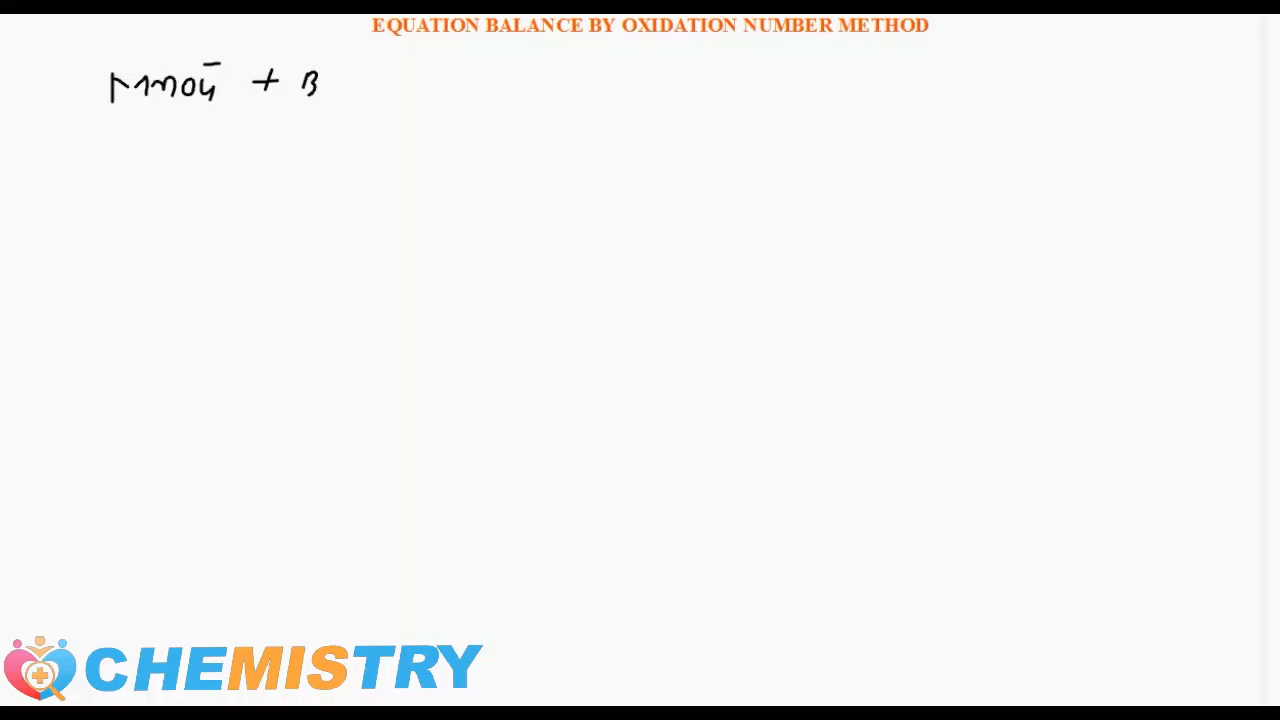 EQUATION BALANCE BY OXIDATION NUMBER METHOD
MnO4⁻ + B
CHEMISTRY